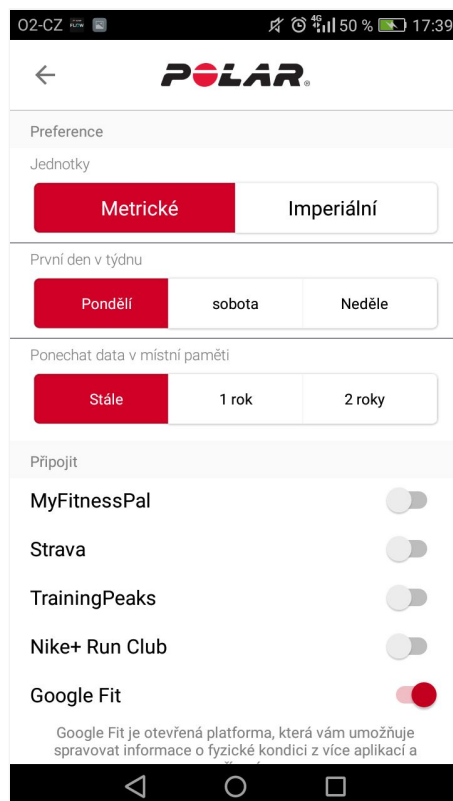 O2-CZ FLOW 4G 50 % 17:39
POLAR®
Preference
Jednotky
Metrické Imperiální
První den v týdnu
Pondělí sobota Neděle
Ponechat data v místní paměti
Stále 1 rok 2 roky
Připojit
MyFitnessPal
Strava
TrainingPeaks
Nike+ Run Club
Google Fit
Google Fit je otevřená platforma, která vám umožňuje
spravovat informace o fyzické kondici z více aplikací a